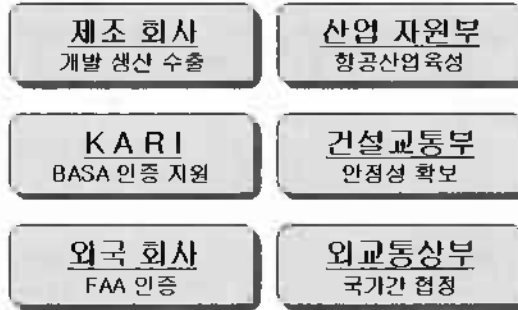 제조 회사
개발 생산 수출
산업 자원부
항공산업육성
KARI
BASA 인증 지원
건설교통부
안정성 확보
외국 회사
FAA 인증
외교통상부
국가간 협정